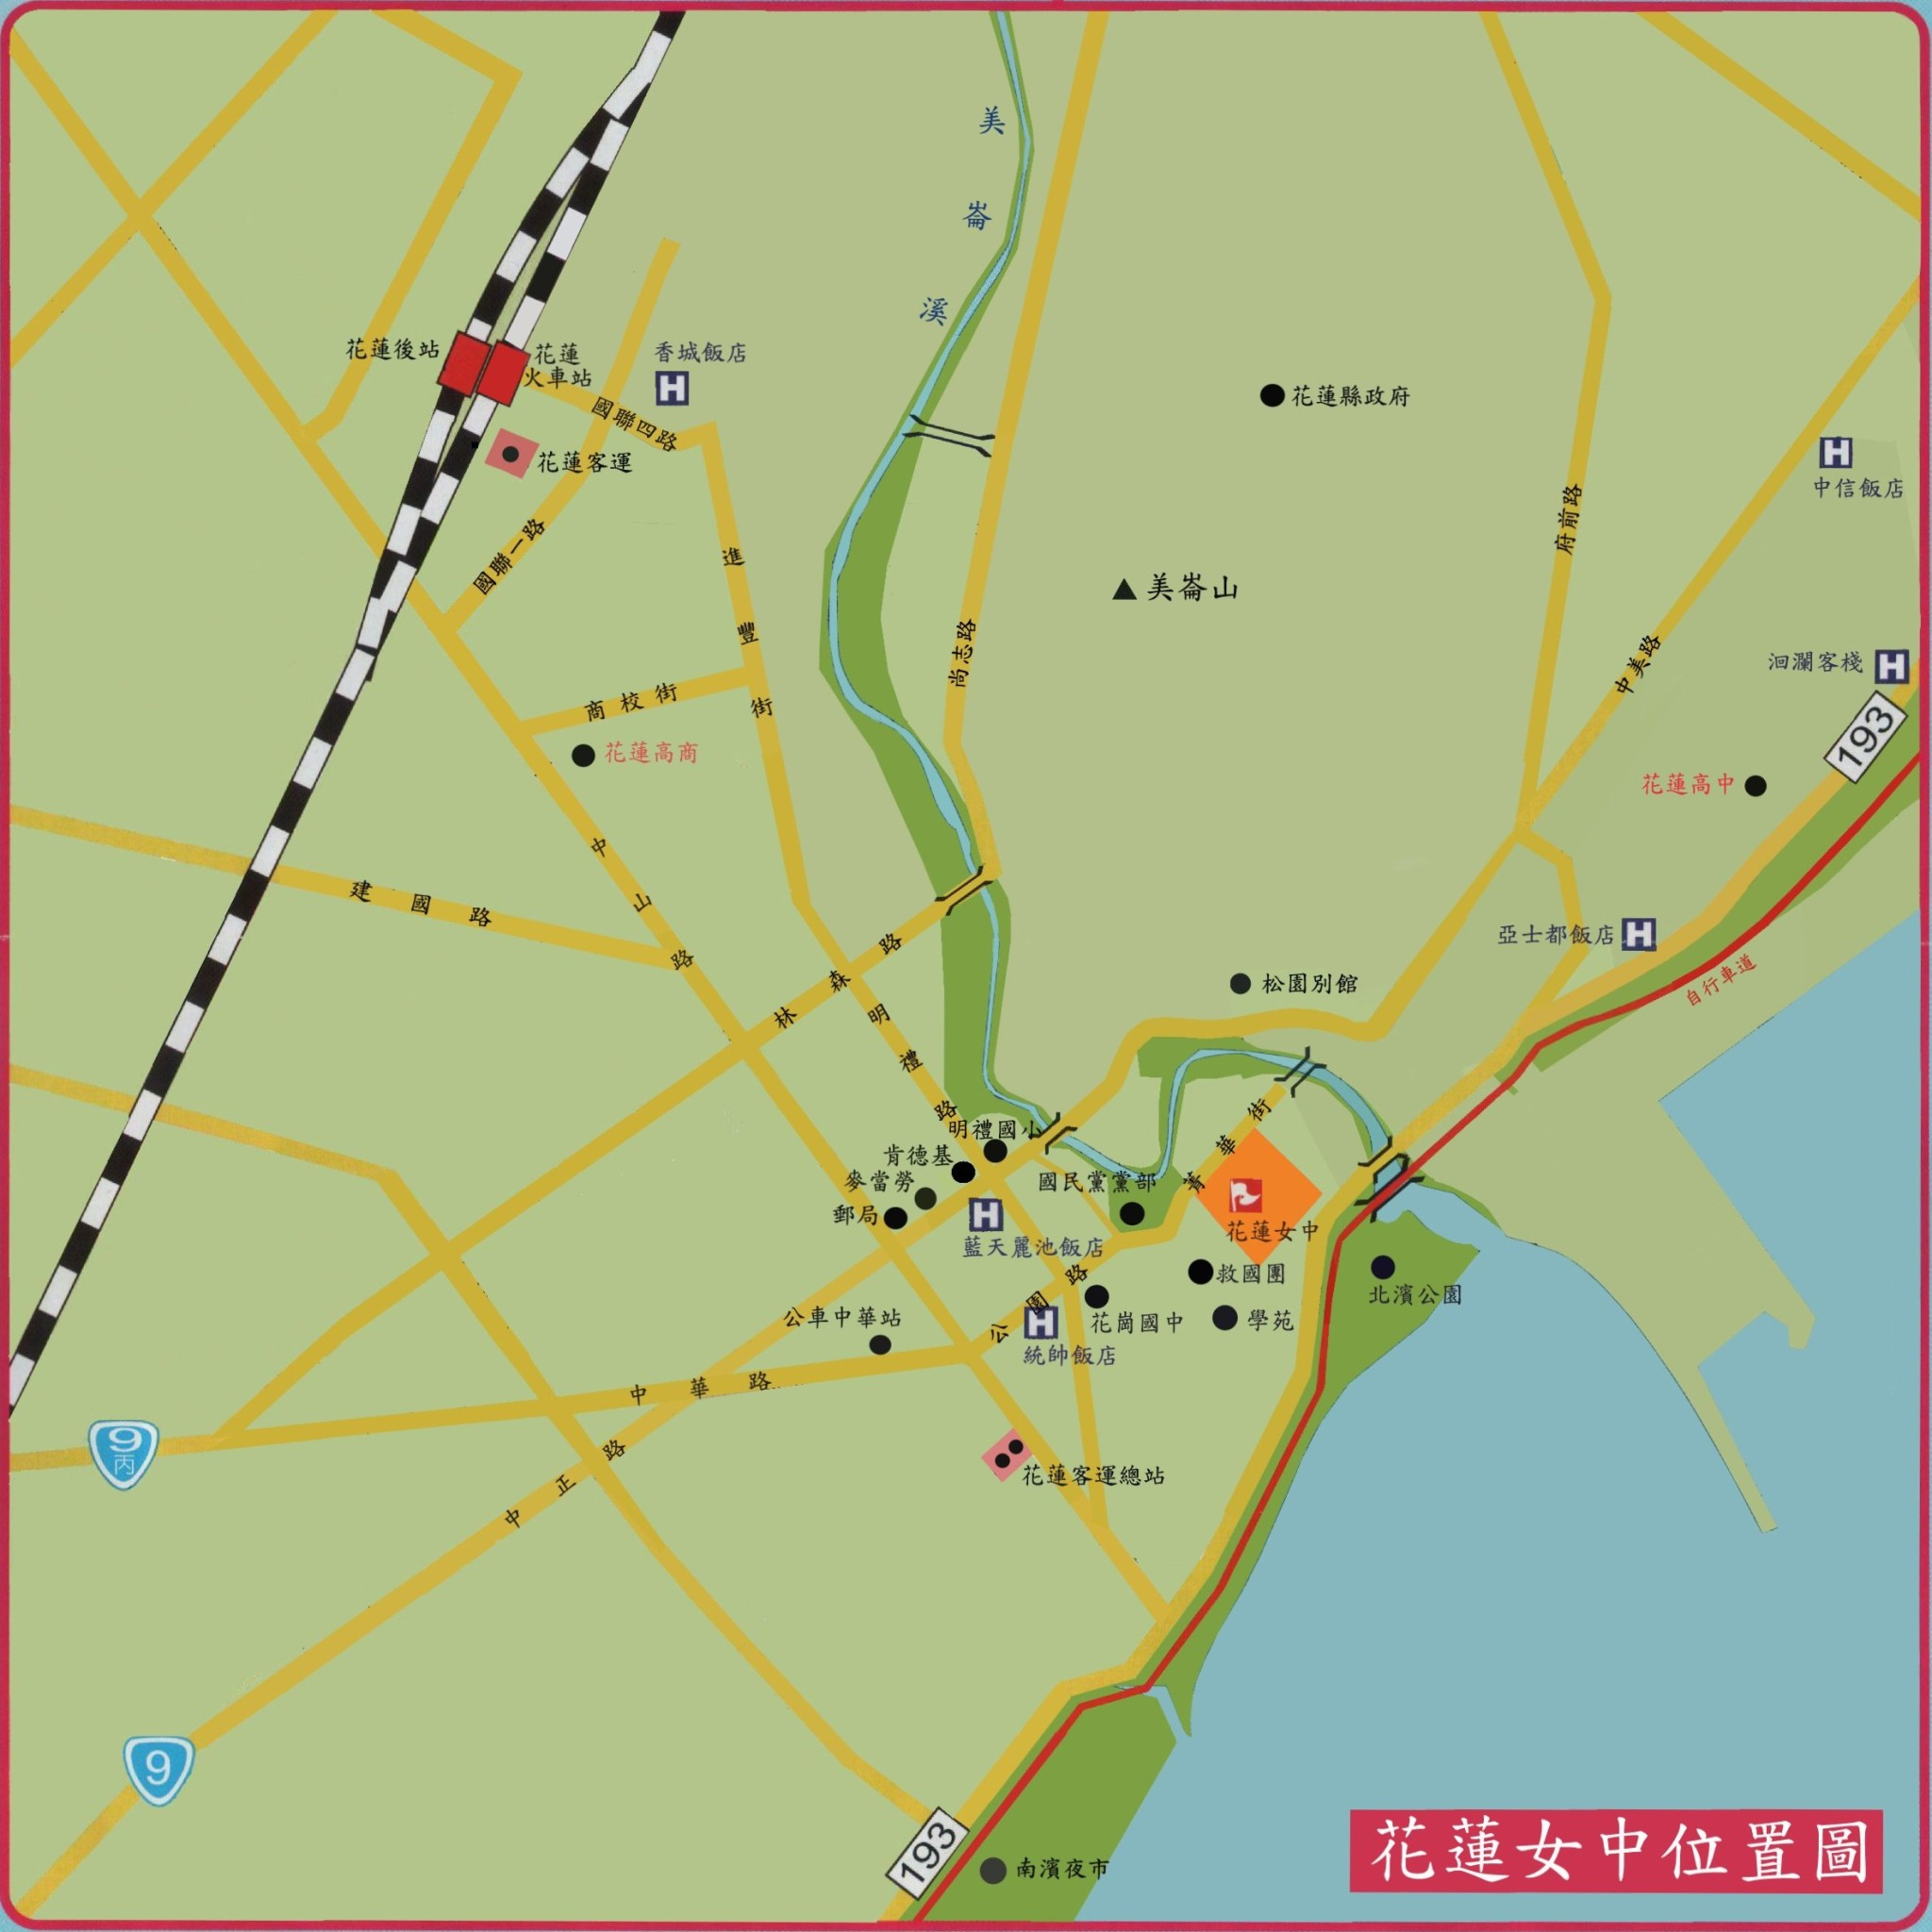 美崙溪
花蓮後站
花蓮
火車站
香城飯店
國聯四路
花蓮縣政府
花蓮客運
中信飯店
國聯一路
府前路
進豐街
美崙山
尚志路
中美路
洄瀾客棧
193
商校街
花蓮高商
花蓮高中
中山路
建國路
亞士都飯店
林森路
自行車道
松園別館
明禮路
菁華街
明禮國小
肯德基
麥當勞
國民黨黨部
郵局
花蓮女中
藍天麗池飯店
救國團
北濱公園
公園路
公車中華站
花崗國中
學苑
統帥飯店
中華路
9
丙
中正路
花蓮客運總站
9
193
南濱夜市
花蓮女中位置圖